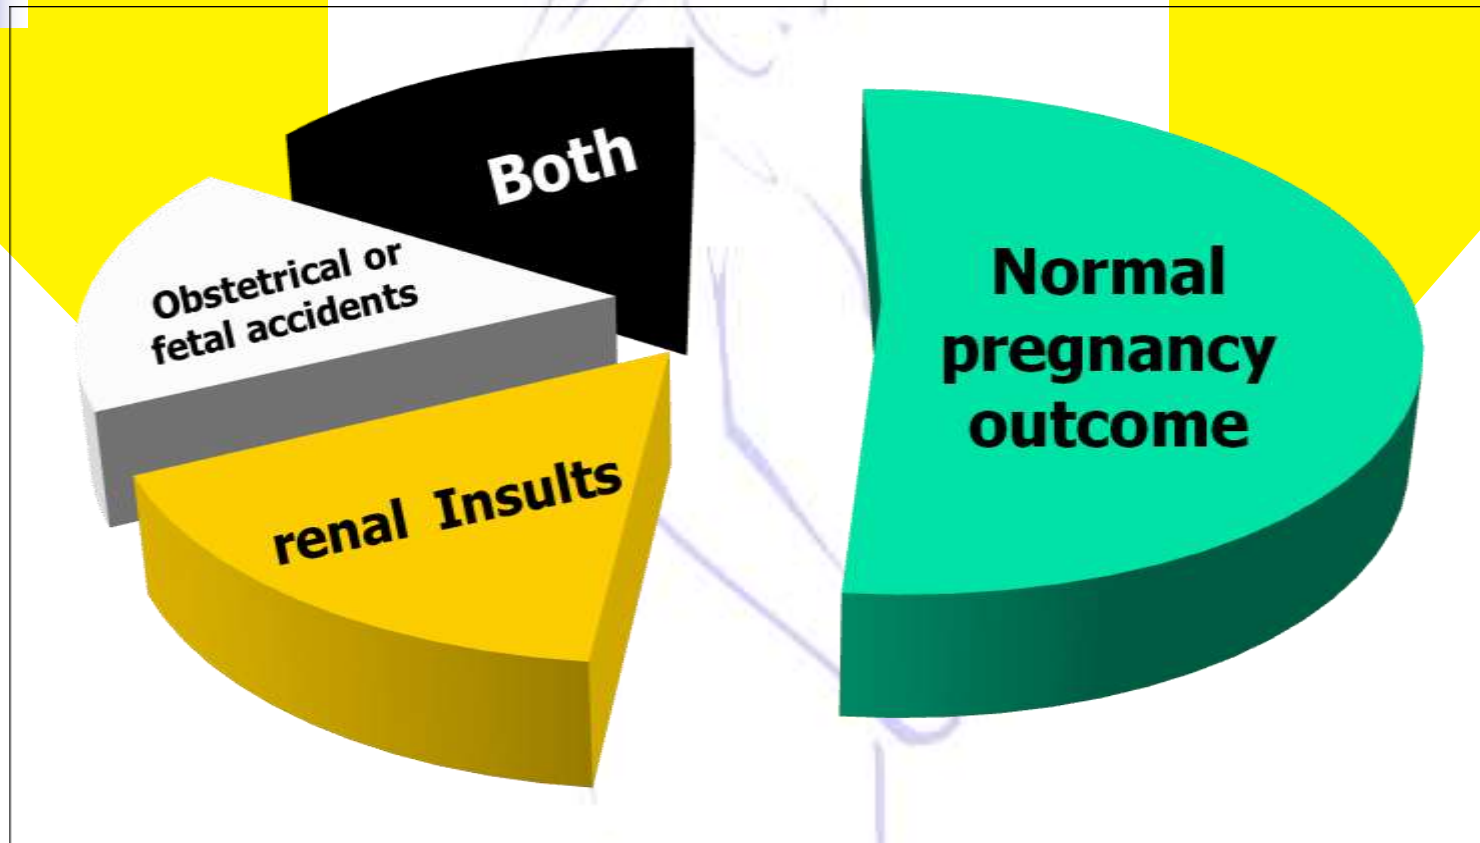 Both
Obstetrical or
fetal accidents
renal Insults
Normal
pregnancy
outcome